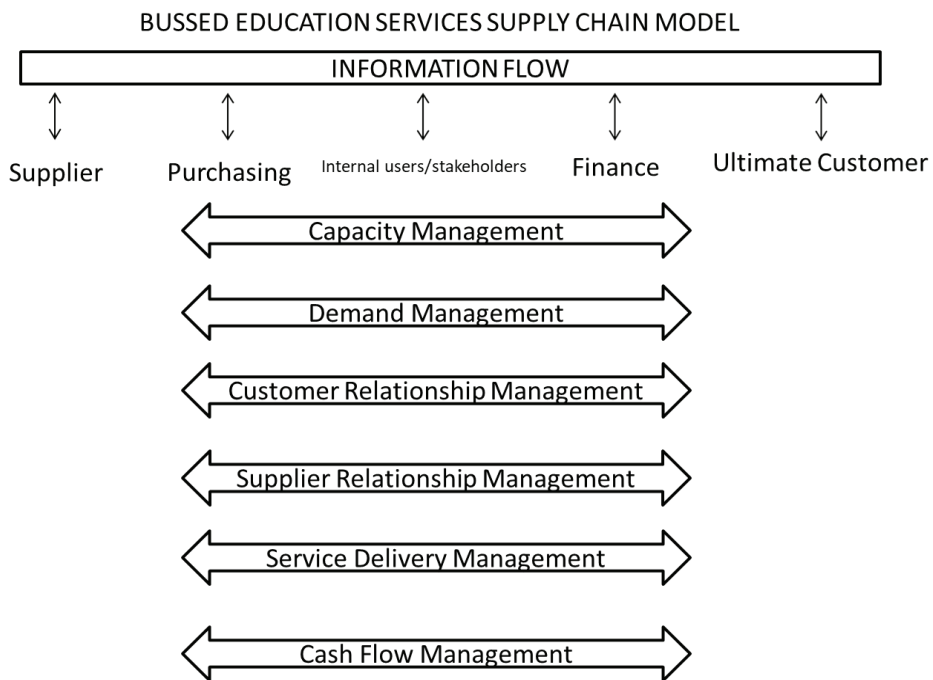 BUSSED EDUCATION SERVICES SUPPLY CHAIN MODEL
INFORMATION FLOW
Supplier
Purchasing
Internal users/stakeholders
Finance
Ultimate Customer
Capacity Management
Demand Management
Customer Relationship Management
Supplier Relationship Management
Service Delivery Management
Cash Flow Management